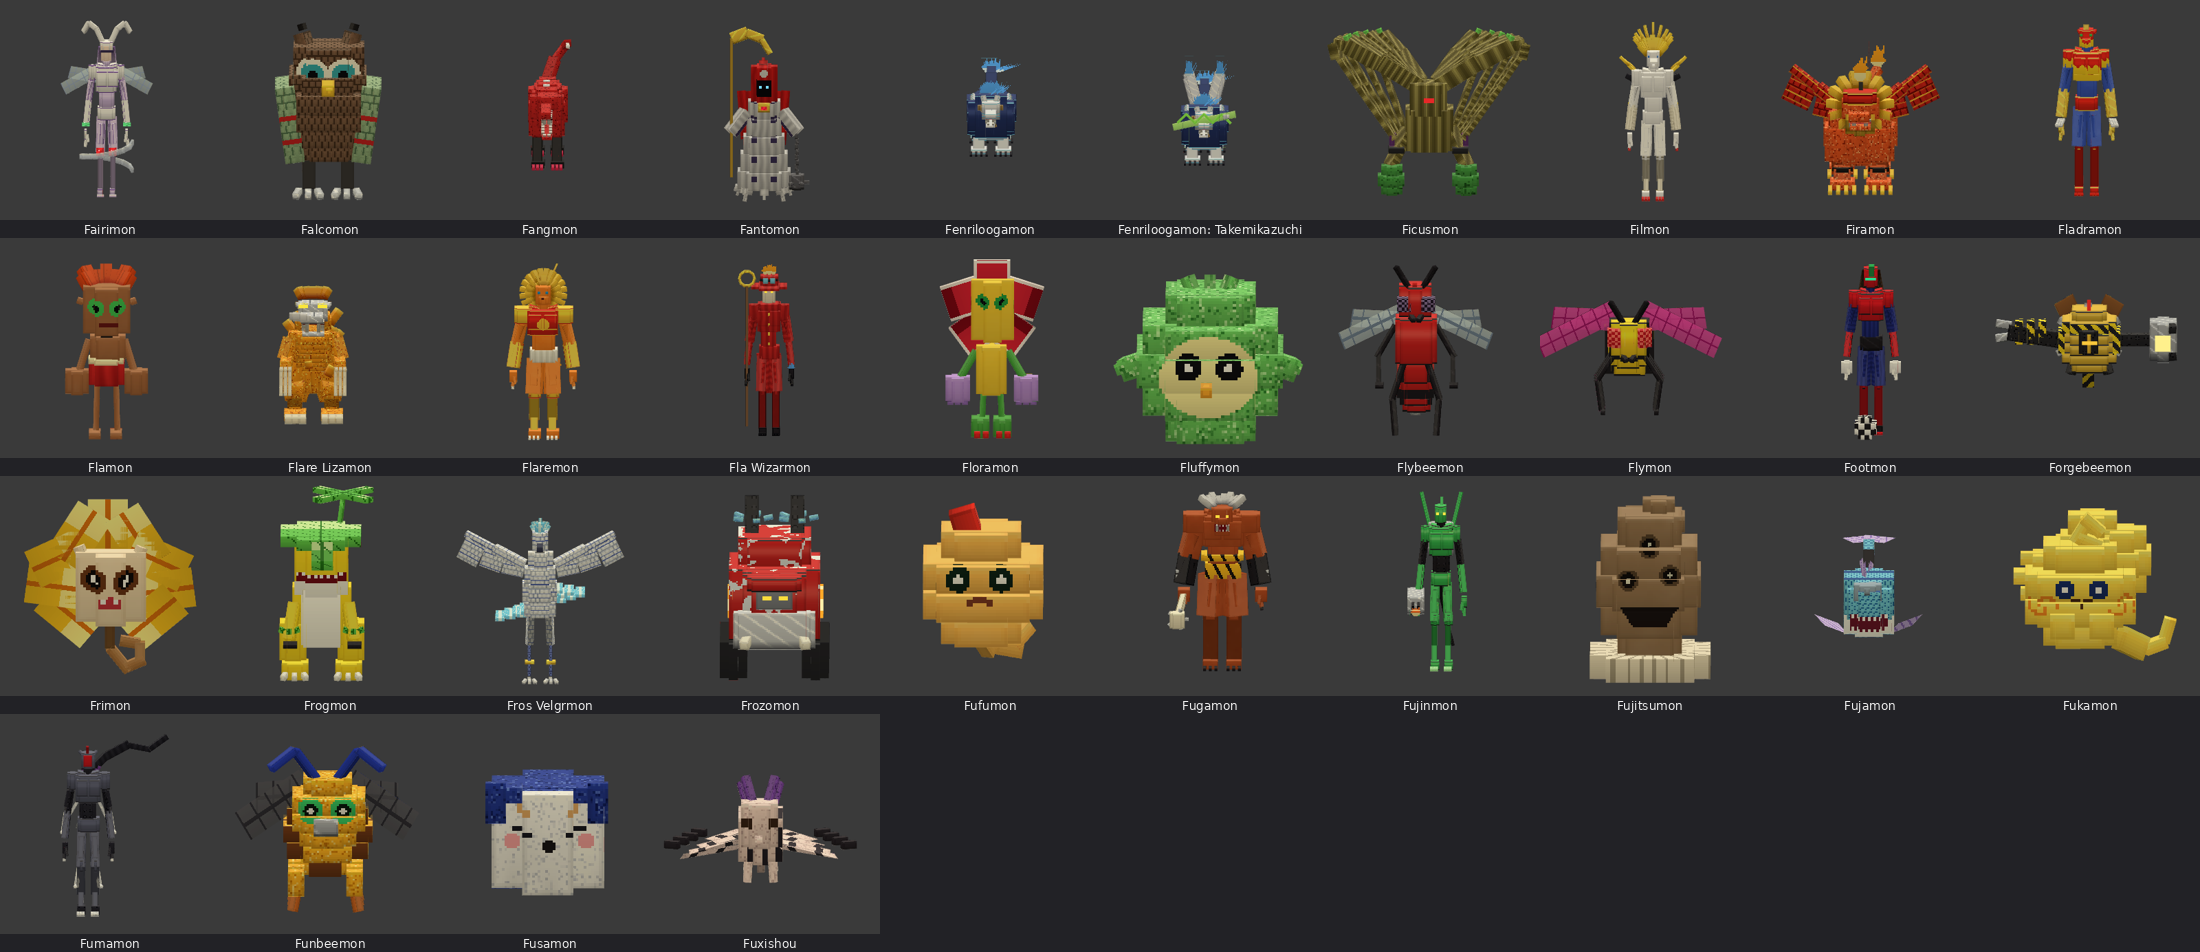 Fairimon Falcomon Fangmon Fantomon Fenriloogamon Fenriloogamon: Takemikazuchi Ficusmon Filmon Firamon Fladramon
Flamon Flare Lizamon Flaremon Fla Wizarmon Floramon Fluffymon Flybeemon Flymon Footmon Forgebeemon
Frimon Frogmon Fros Velgrmon Frozomon Fufumon Fugamon Fujinmon Fujitsumon Fujamon Fukamon
Fumamon Funbeemon Fusamon Fuxishou